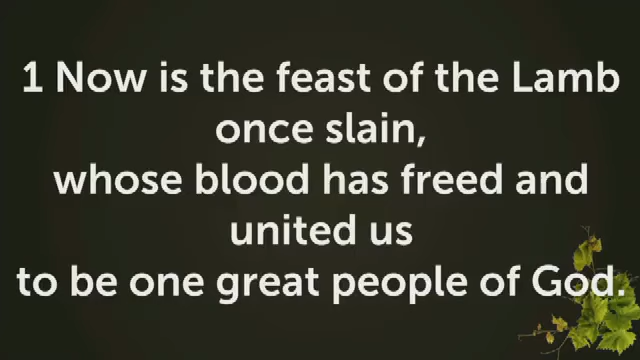 1 Now is the feast of the Lamb
once slain,
whose blood has freed and
united us
to be one great people of God.